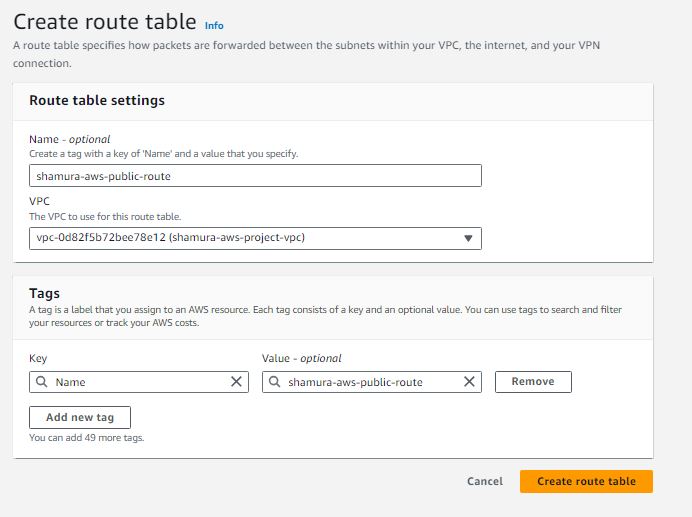 Create route table Info
A route table specifies how packets are forwarded between the subnets within your VPC, the internet, and your VPN
connection.
Route table settings
Name - optional
Create a tag with a key of 'Name' and a value that you specify.
shamura-aws-public-route
VPC
The VPC to use for this route table.
vpc-0d82f5b72bee78e12 (shamura-aws-project-vpc)
Tags
A tag is a label that you assign to an AWS resource. Each tag consists of a key and an optional value. You can use tags to search and filter
your resources or track your AWS costs.
Key Value - optional
Name shamura-aws-public-route Remove
Add new tag
You can add 49 more tags.
Cancel Create route table